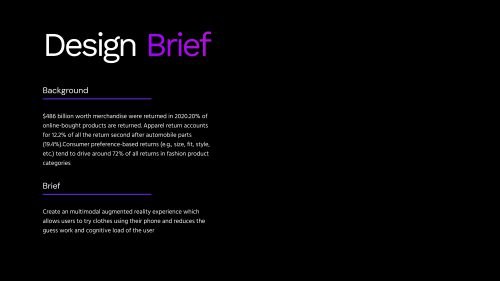 Design Brief
Background
$486 billion worth merchandise were returned in 2020.20% of
online-bought products are returned. Apparel return accounts
for 12.2% of all the return second after automobile parts
(19.4%).Consumer preference-based returns (e.g., size, fit, style,
etc.) tend to drive around 72% of all returns in fashion product
categories
Brief
Create an multimodal augmented reality experience which
allows users to try clothes using their phone and reduces the
guess work and cognitive load of the user